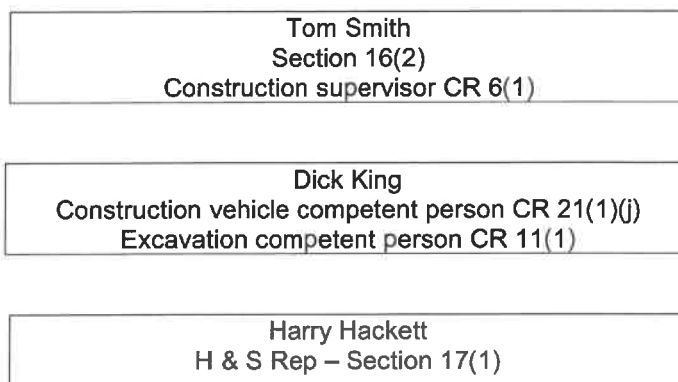 Tom Smith
Section 16(2)
Construction supervisor CR 6(1)
Dick King
Construction vehicle competent person CR 21(1)(j)
Excavation competent person CR 11(1)
Harry Hackett
H & S Rep – Section 17(1)